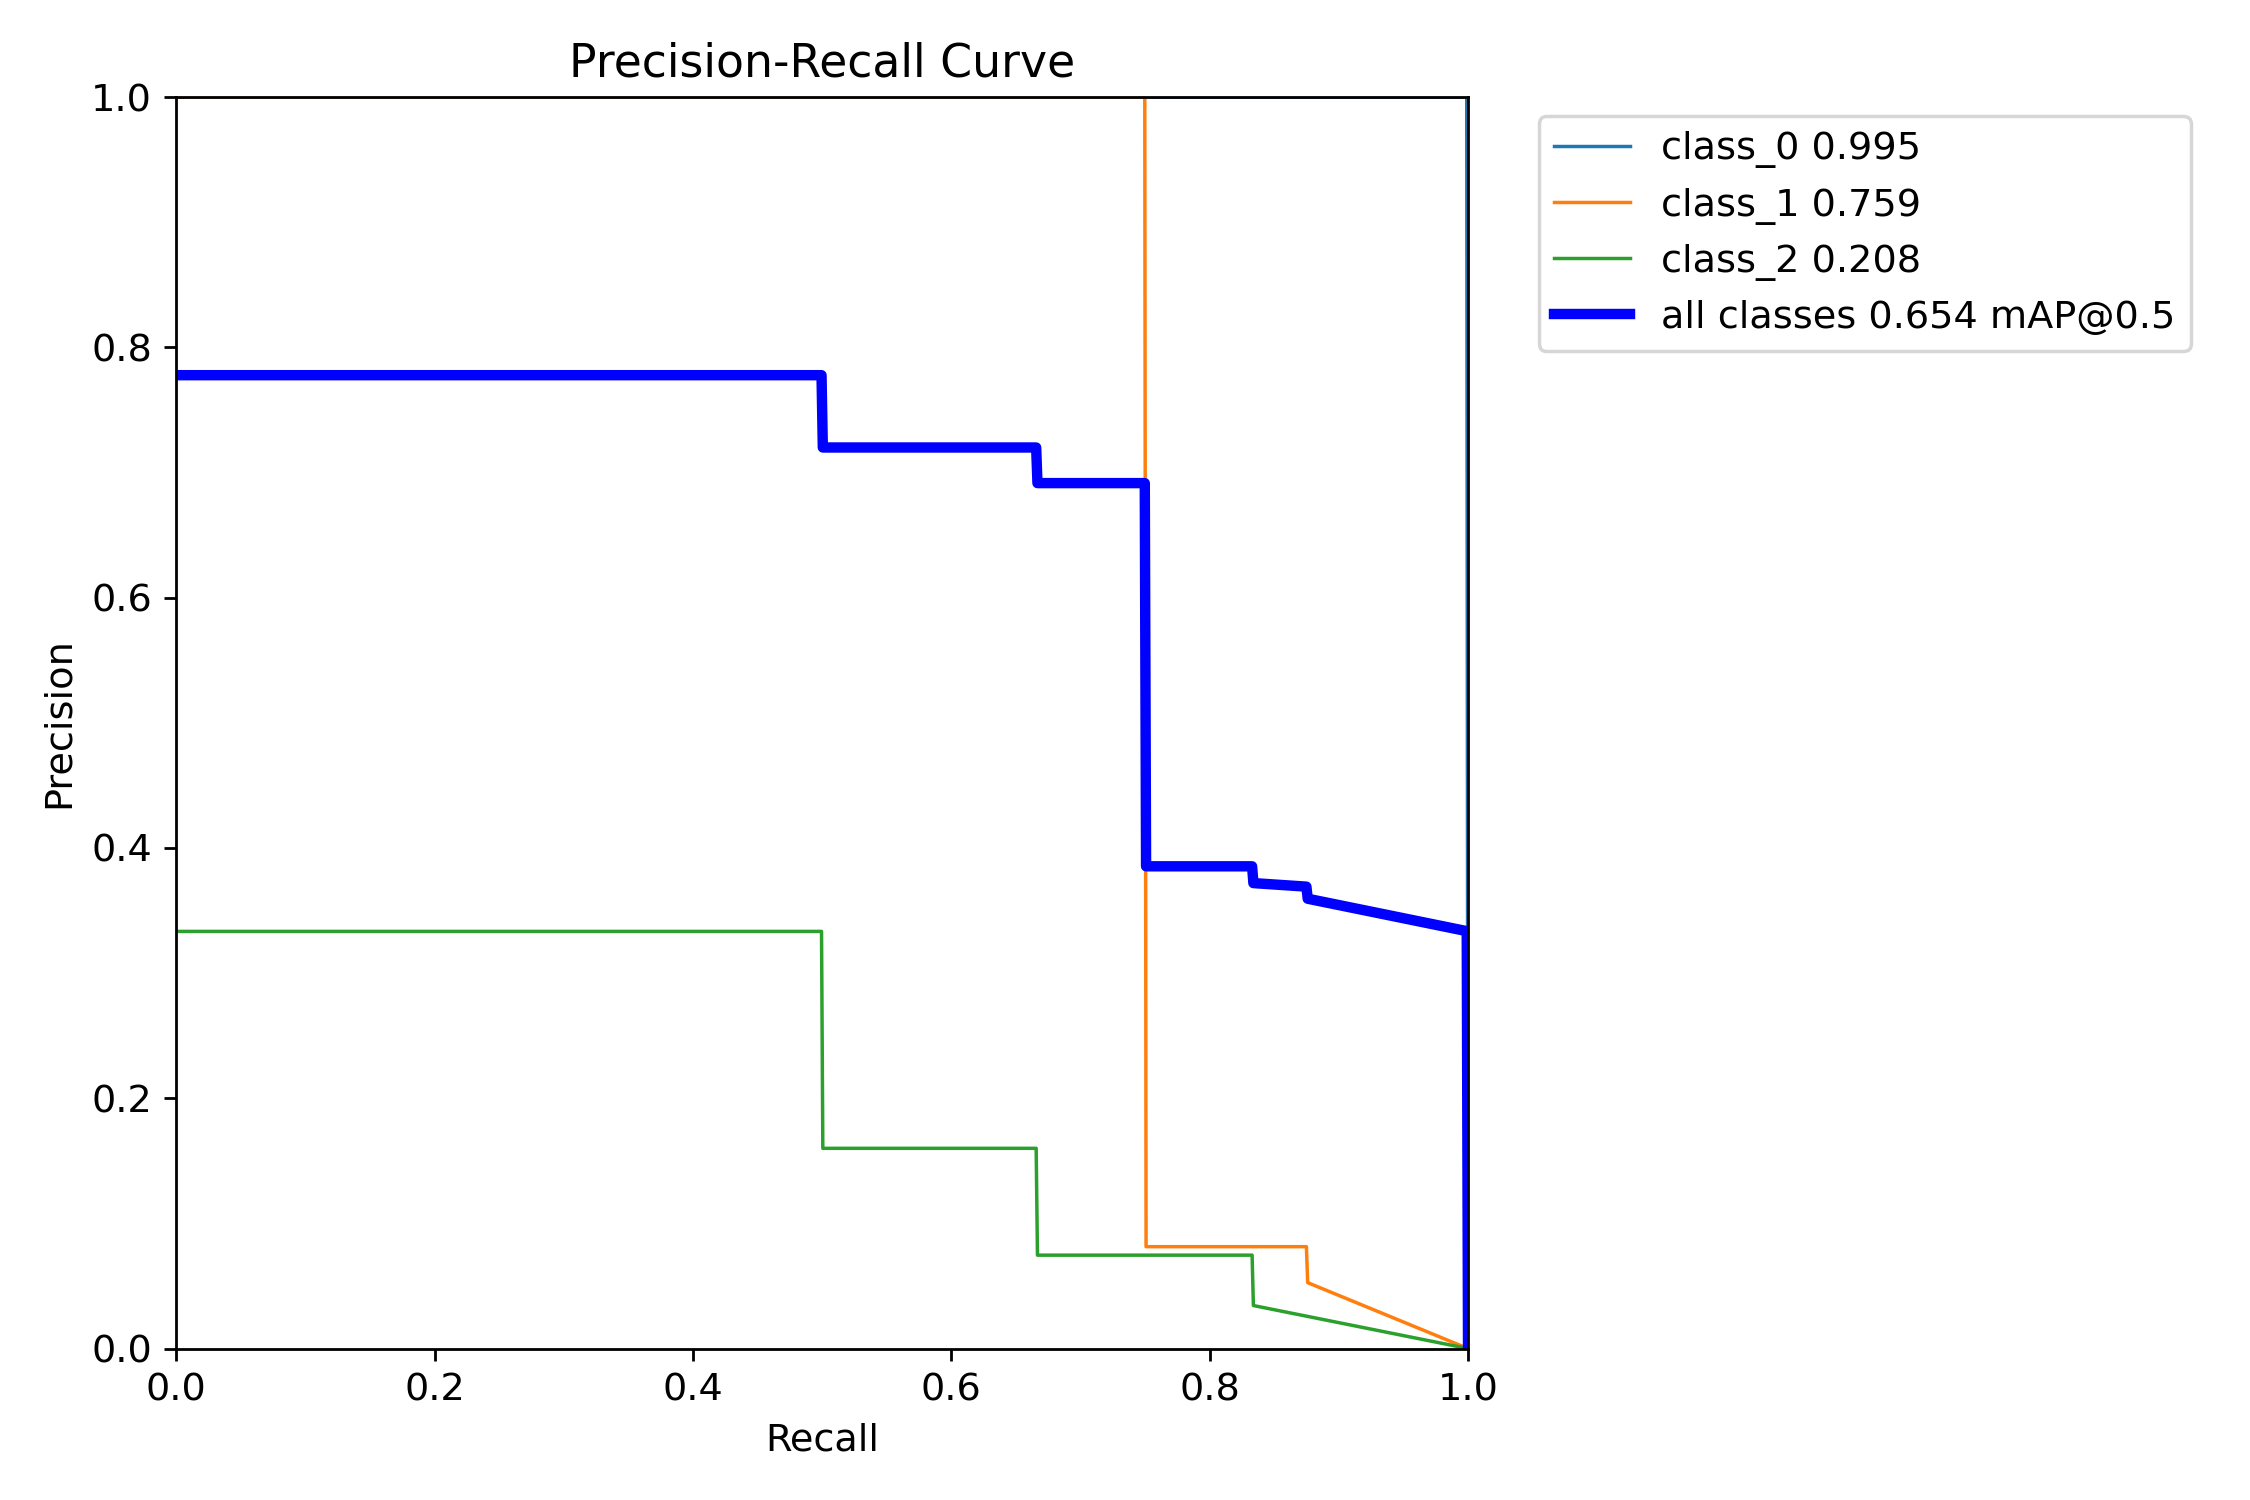 Precision-Recall Curve
1.0
0.8
0.6
0.4
0.2
0.0
Precision
0.0 0.2 0.4 0.6 0.8 1.0
Recall
class_0 0.995
class_1 0.759
class_2 0.208
all classes 0.654 mAP@0.5